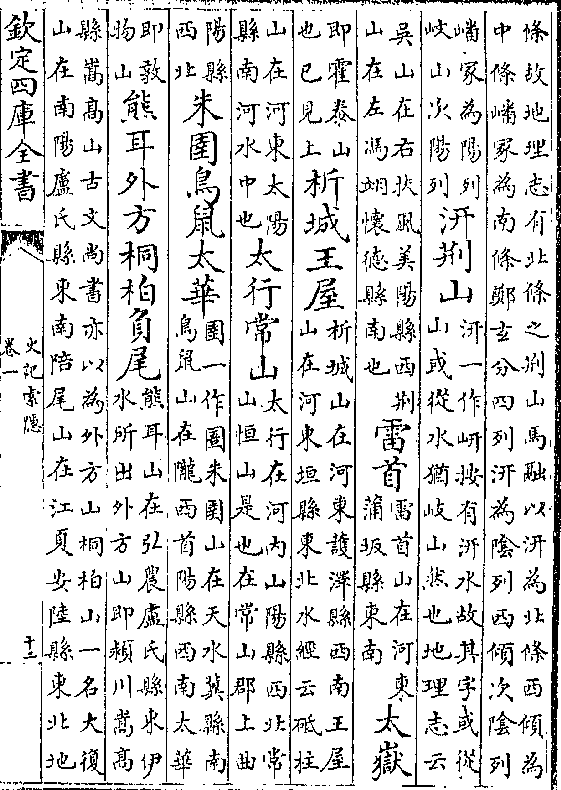 條故地理志有北條之荆山馬融以汧為北條西傾為
中條嶓冢為南條鄭玄分四列汧為陰列西傾次陰列
嶓冢為陽列
岐山次陽列
汧荆山
汧一作岍按有汧水故其字或從
山或從水猶岐山然也地理志云
吳山在右扶風美陽縣西荆
山在左馮翊懷德縣南也
雷首
雷首山在河東
蒲坂縣東南
太嶽
即霍泰山
也已見上
析城王屋
析城山在河東護澤縣西南王屋
山在河東垣縣東北水經云砥柱
山在河東太陽
縣南河水中也
太行常山
太行在河内山陽縣西北常
山恒山是也在常山郡上曲
陽縣
西北
朱圉鳥鼠太華
圉一作圄朱圉山在天水冀縣南
鳥鼠山在隴西首陽縣西南太華
即敦
物山
熊耳外方桐柏負尾
熊耳山在弘農盧氏縣東伊
水所出外方山即頴川嵩高
縣嵩高山古文尚書亦以為外方山桐柏山一名大復
山在南陽盧氏縣東南陪尾山在江夏安陸縣東北地
欽定四庫全書
史記索隱
卷一
十三